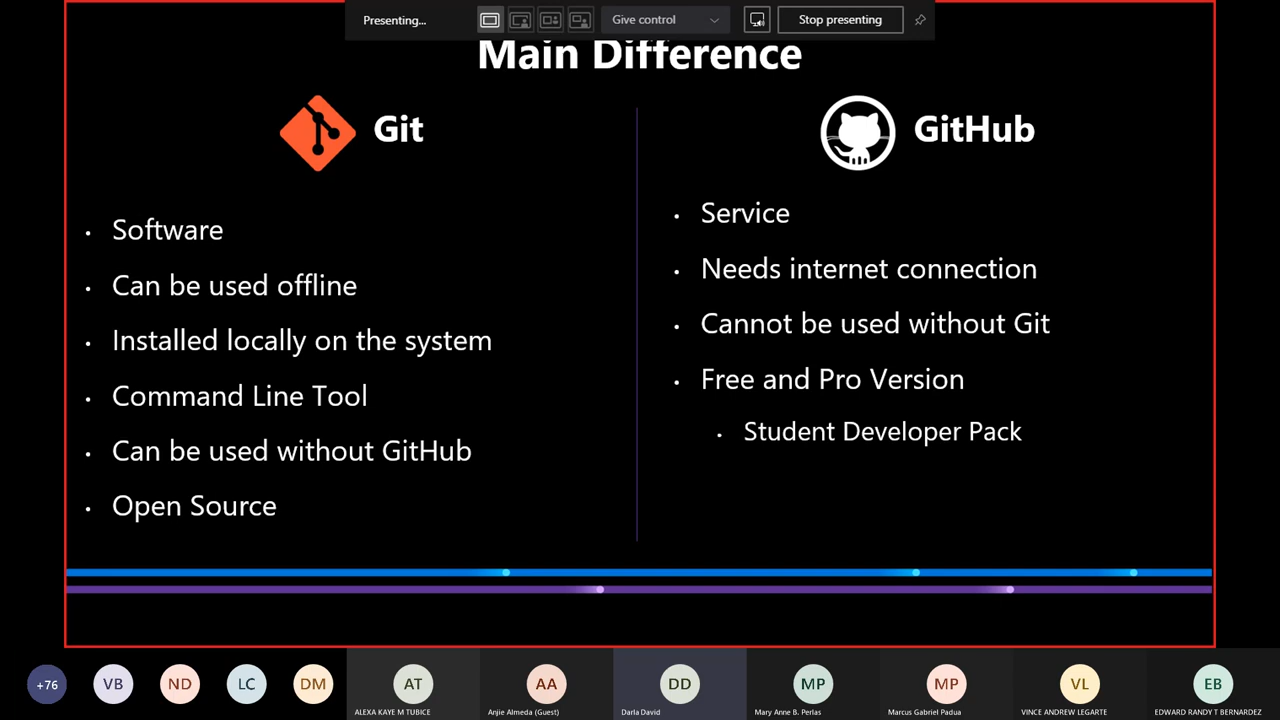 Presenting...
Give control
Stop presenting
Main Difference
Git
GitHub
• Software
• Can be used offline
• Installed locally on the system
• Command Line Tool
• Can be used without GitHub
• Open Source
• Service
• Needs internet connection
• Cannot be used without Git
• Free and Pro Version
• Student Developer Pack
+76
VB
ND
LC
DM
AT
AA
DD
MP
MP
VL
EB
ALEXA KAYE M TUBICE
Anjie Almeda (Guest)
Darla David
Mary Anne B. Perlas
Marcus Gabriel Padua
VINCE ANDREW LEGARTE
EDWARD RANDY T BERNARDEZ